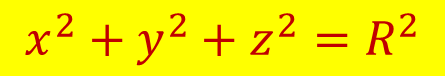 x² + y² + z² = R²